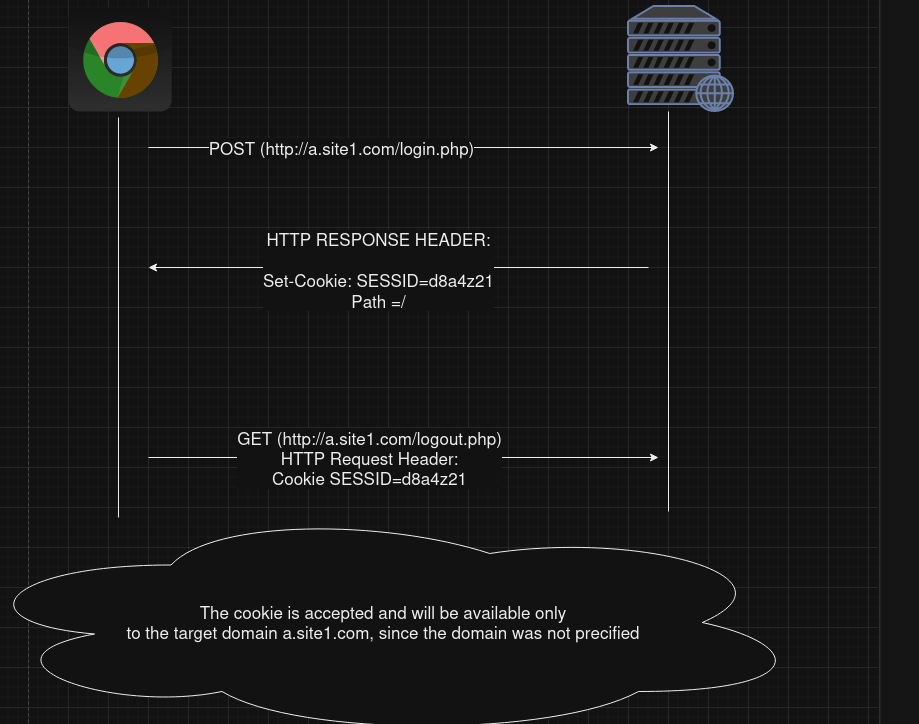 POST (http://a.site1.com/login.php)
HTTP RESPONSE HEADER:
Set-Cookie: SESSID=d8a4z21
Path =/
GET (http://a.site1.com/logout.php)
HTTP Request Header:
Cookie SESSID=d8a4z21
The cookie is accepted and will be available only
to the target domain a.site1.com, since the domain was not precified